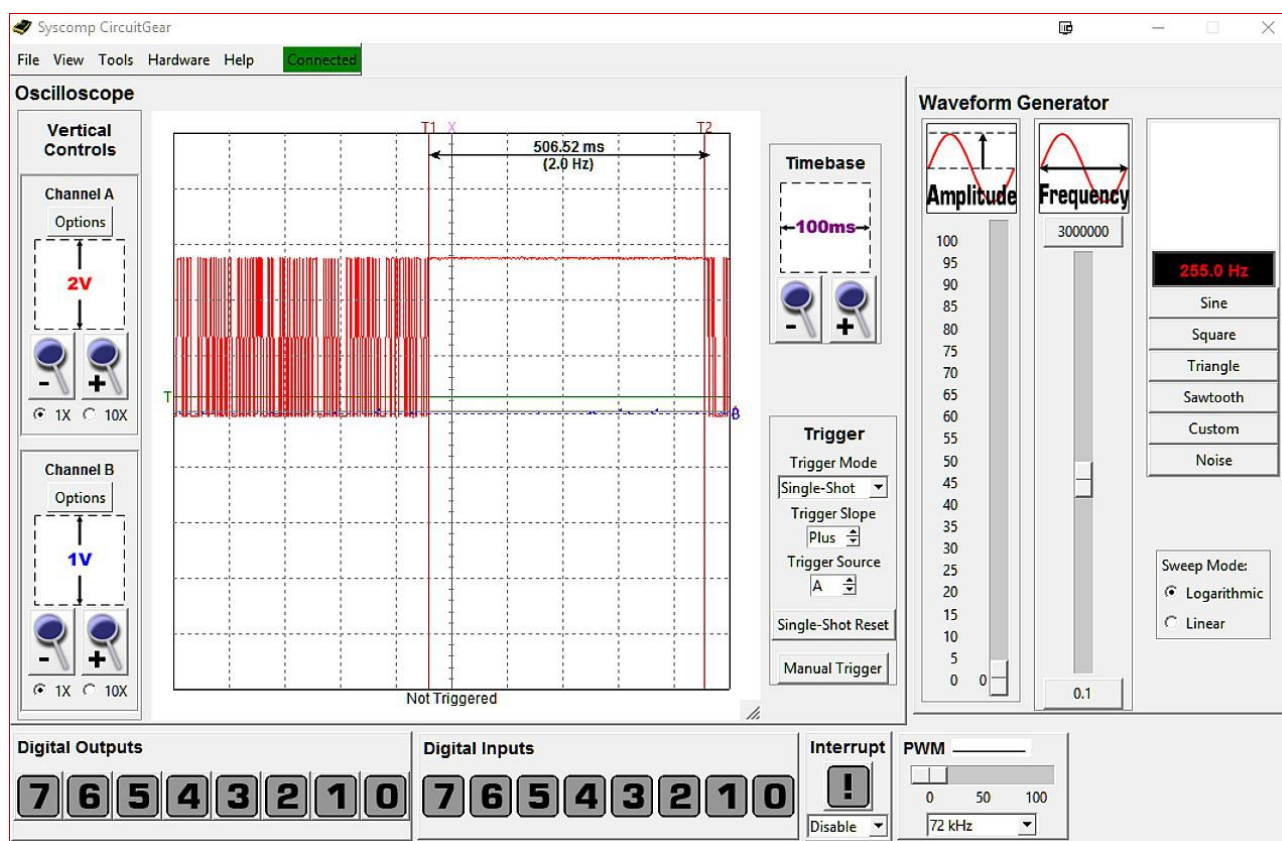 Syscomp CircuitGear
File View Tools Hardware Help Connected
Oscilloscope
Vertical
Controls
Channel A
Options
2V
- +
1X 10X
Channel B
Options
1V
- +
1X 10X
T1 X T2
506.52 ms
(2.0 Hz)
T
B
Not Triggered
Timebase
100ms
- +
Trigger
Trigger Mode
Single-Shot
Trigger Slope
Plus
Trigger Source
A
Single-Shot Reset
Manual Trigger
Waveform Generator
Amplitude
100
95
90
85
80
75
70
65
60
55
50
45
40
35
30
25
20
15
10
5
0 0
Frequency
3000000
0.1
255.0 Hz
Sine
Square
Triangle
Sawtooth
Custom
Noise
Sweep Mode:
Logarithmic
Linear
Digital Outputs
7 6 5 4 3 2 1 0
Digital Inputs
7 6 5 4 3 2 1 0
Interrupt
!
Disable
PWM
0 50 100
72 kHz